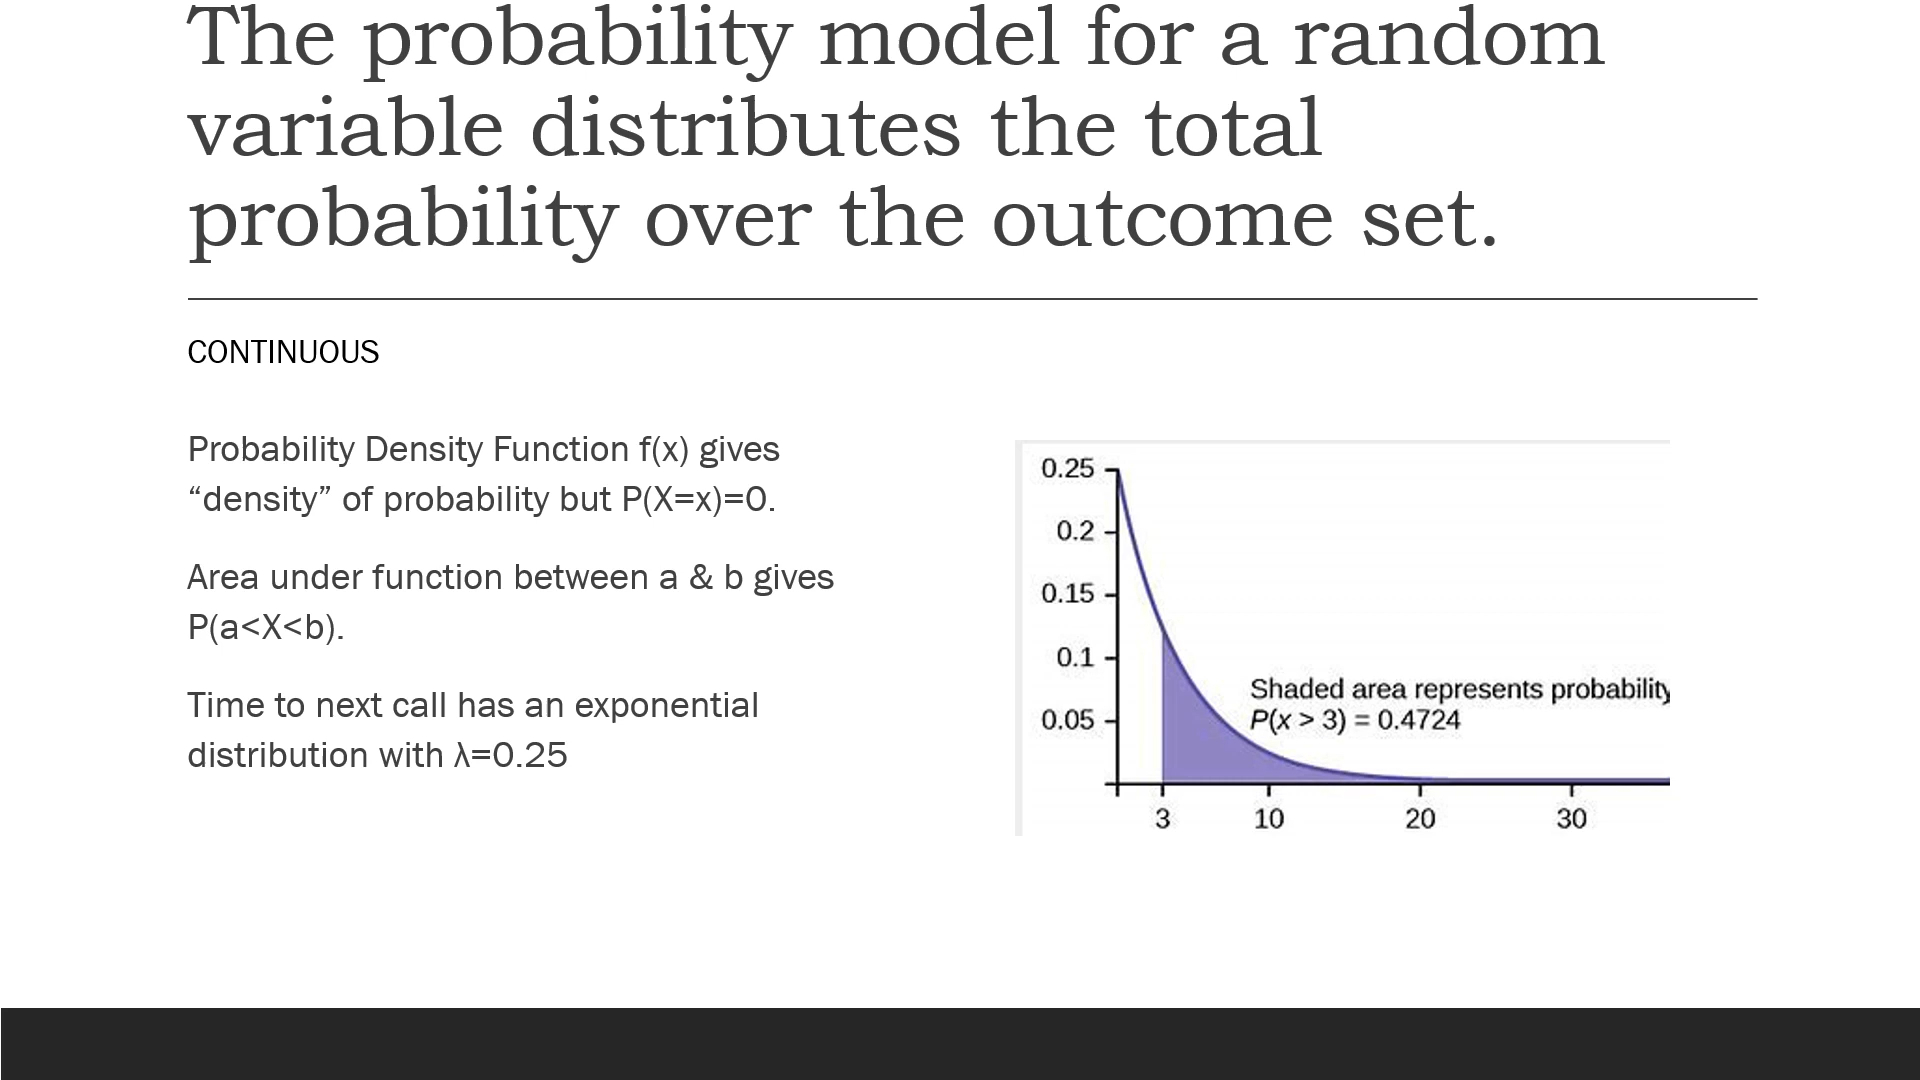 The probability model for a random
variable distributes the total
probability over the outcome set.
CONTINUOUS
Probability Density Function f(x) gives
“density” of probability but P(X=x)=0.
Area under function between a & b gives
P(a<X<b).
Time to next call has an exponential
distribution with λ=0.25
0.25
0.2
0.15
0.1
0.05
Shaded area represents probability
P(x > 3) = 0.4724
3 10 20 30